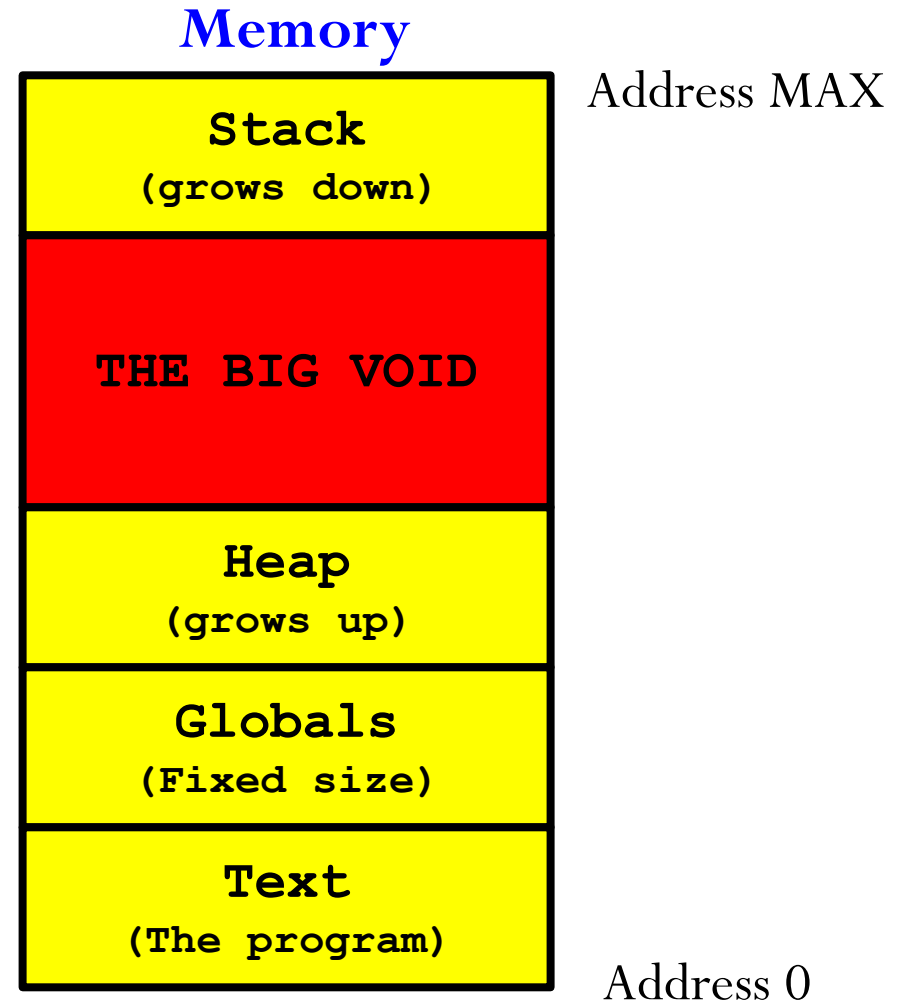 Memory
Address MAX
Stack
(grows down)
THE BIG VOID
Heap
(grows up)
Globals
(Fixed size)
Text
(The program)
Address 0